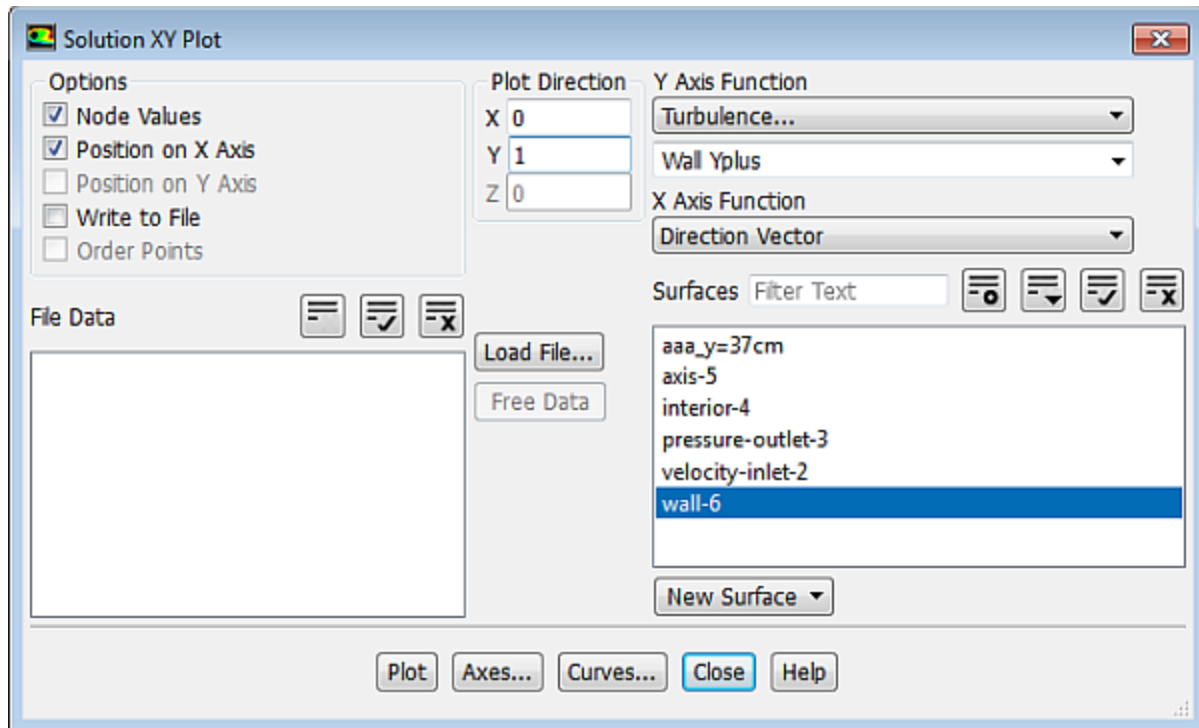 Solution XY Plot
Options
Node Values
Position on X Axis
Position on Y Axis
Write to File
Order Points
Plot Direction
X 0
Y 1
Z 0
Y Axis Function
Turbulence...
Wall Yplus
X Axis Function
Direction Vector
File Data
Load File...
Free Data
Surfaces Filter Text
aaa_y=37cm
axis-5
interior-4
pressure-outlet-3
velocity-inlet-2
wall-6
New Surface
Plot Axes... Curves... Close Help